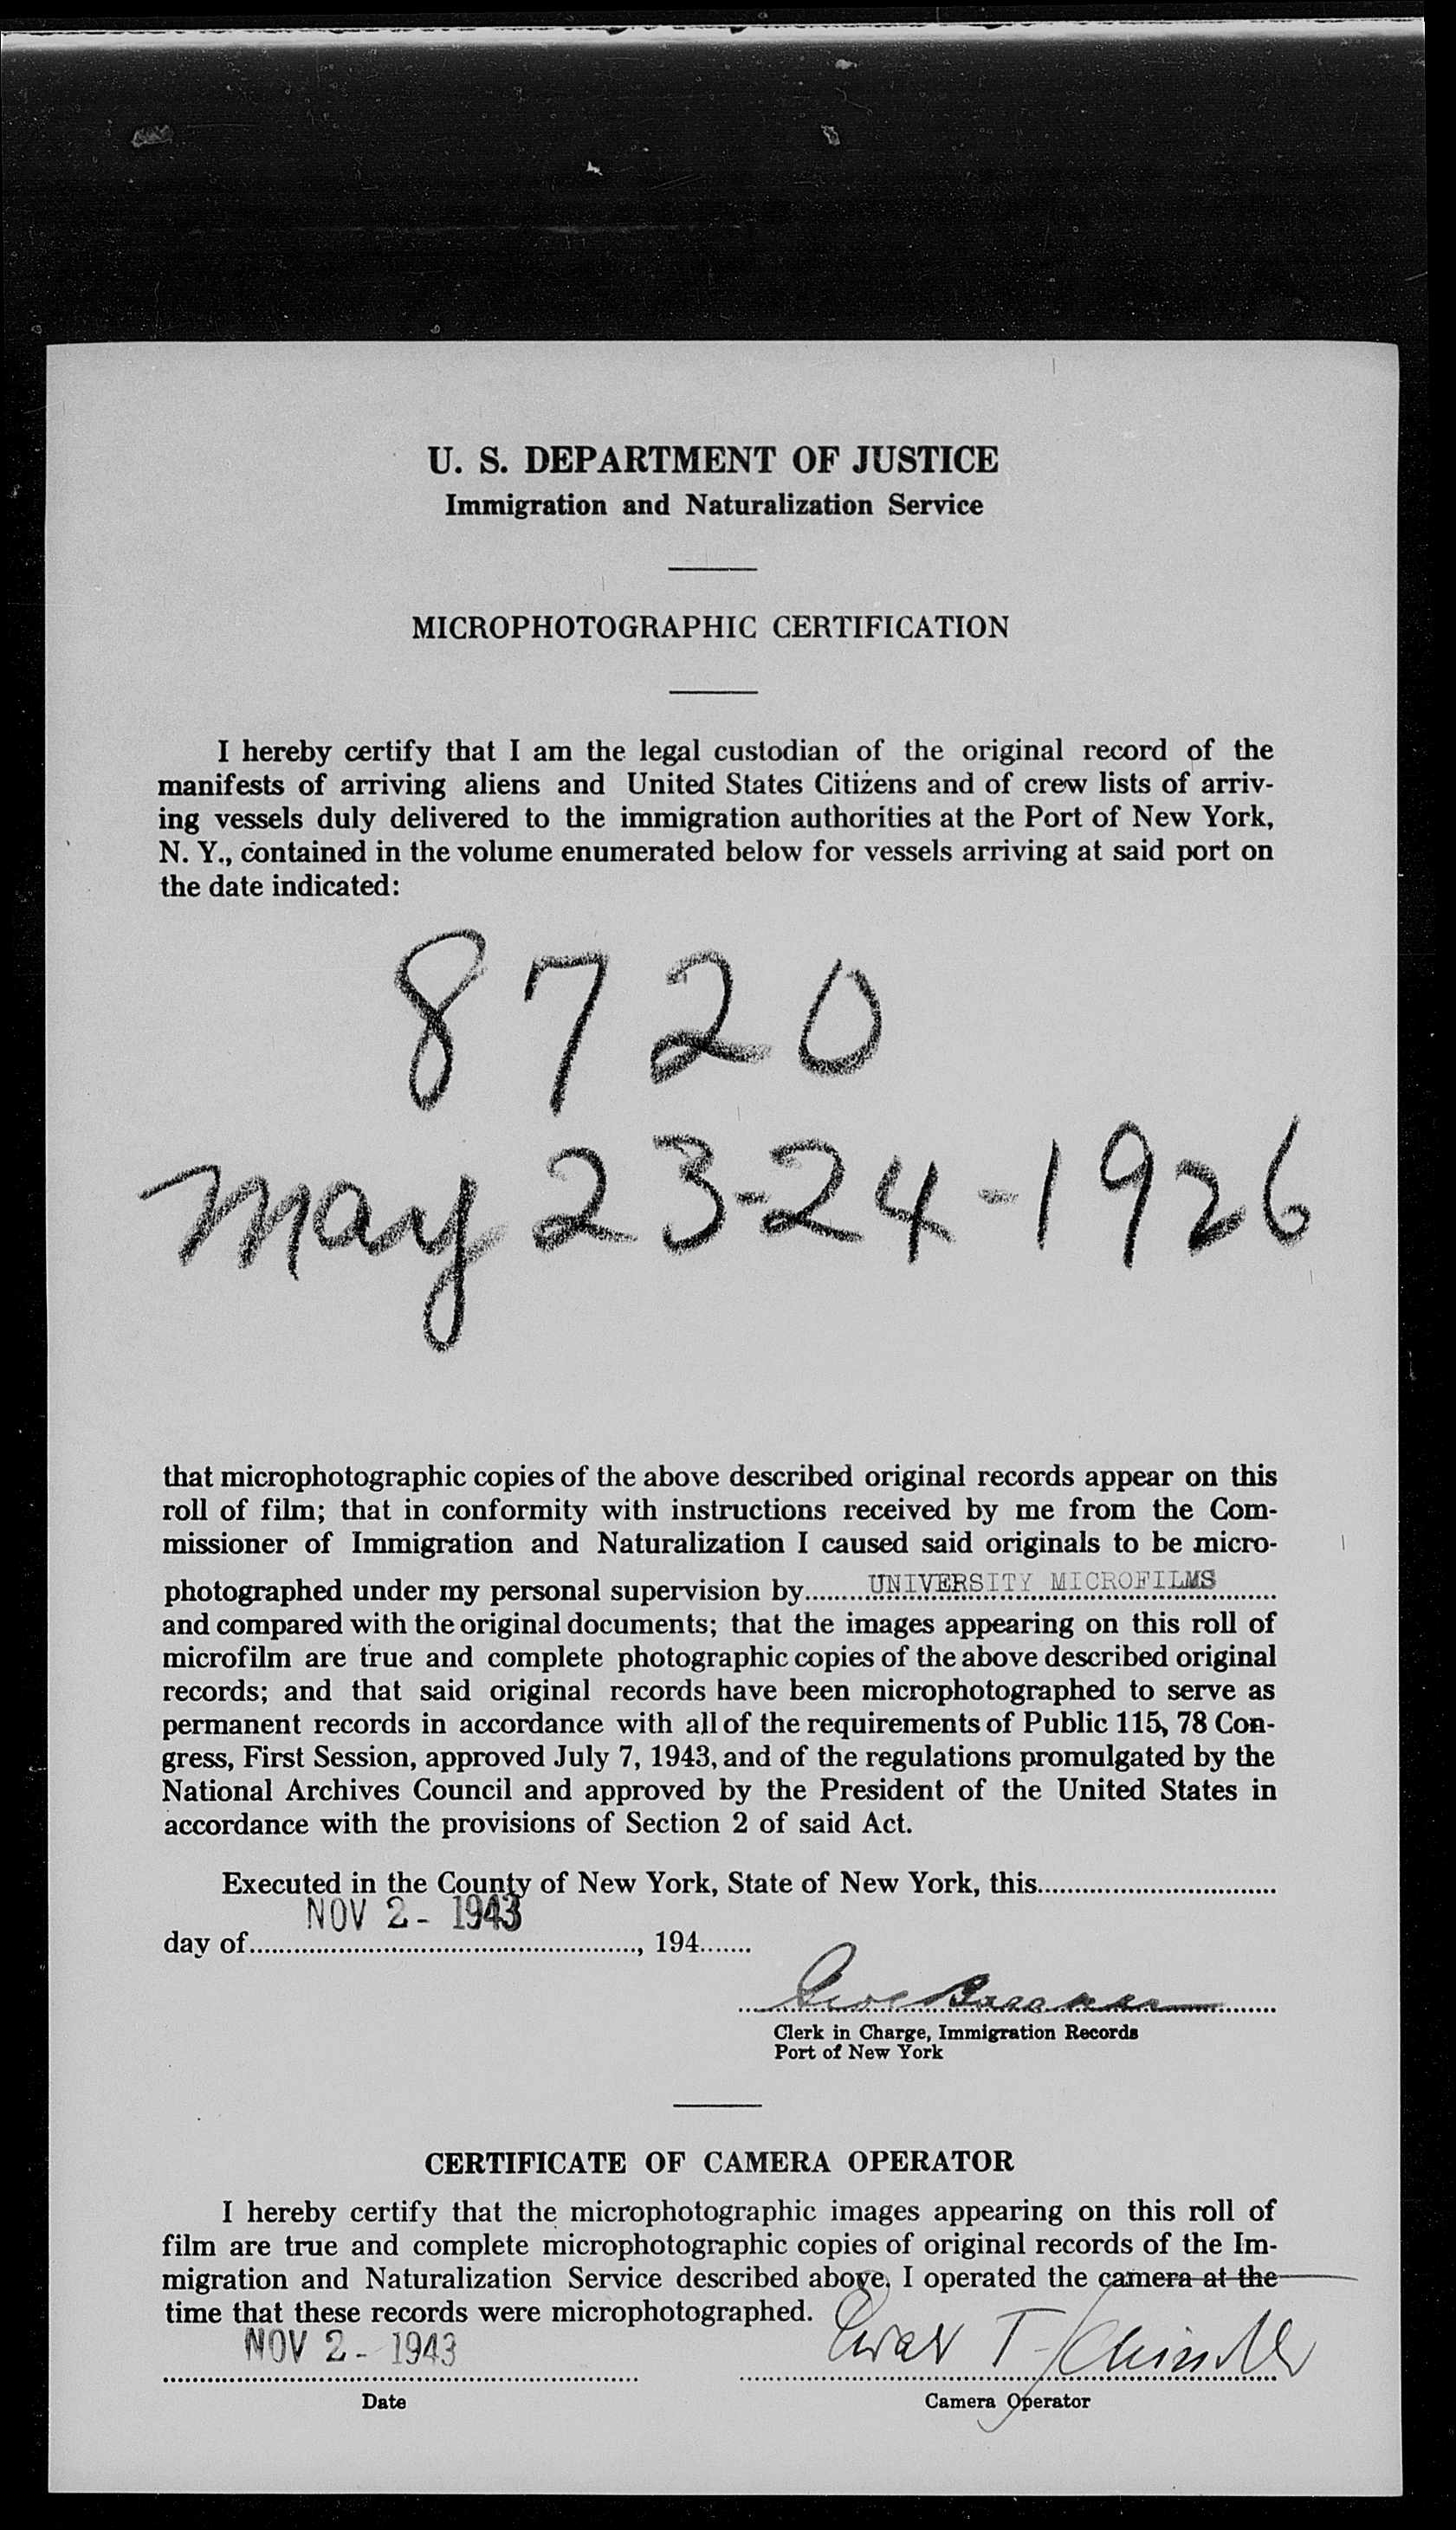 U. S. DEPARTMENT OF JUSTICE
Immigration and Naturalization Service
MICROPHOTOGRAPHIC CERTIFICATION
I hereby certify that I am the legal custodian of the original record of the
manifests of arriving aliens and United States Citizens and of crew lists of arriv-
ing vessels duly delivered to the immigration authorities at the Port of New York,
N. Y., contained in the volume enumerated below for vessels arriving at said port on
the date indicated:
8720
May 23-24-1926
that microphotographic copies of the above described original records appear on this
roll of film; that in conformity with instructions received by me from the Com-
missioner of Immigration and Naturalization I caused said originals to be micro-
photographed under my personal supervision by UNIVERSITY MICROFILMS
and compared with the original documents; that the images appearing on this roll of
microfilm are true and complete photographic copies of the above described original
records; and that said original records have been microphotographed to serve as
permanent records in accordance with all of the requirements of Public 115, 78 Con-
gress, First Session, approved July 7, 1943, and of the regulations promulgated by the
National Archives Council and approved by the President of the United States in
accordance with the provisions of Section 2 of said Act.
Executed in the County of New York, State of New York, this
NOV 2 - 1943
day of, 194
Clerk in Charge, Immigration Records
Port of New York
CERTIFICATE OF CAMERA OPERATOR
I hereby certify that the microphotographic images appearing on this roll of
film are true and complete microphotographic copies of original records of the Im-
migration and Naturalization Service described above. I operated the camera at the
time that these records were microphotographed.
NOV 2 - 1943
Date
Camera Operator